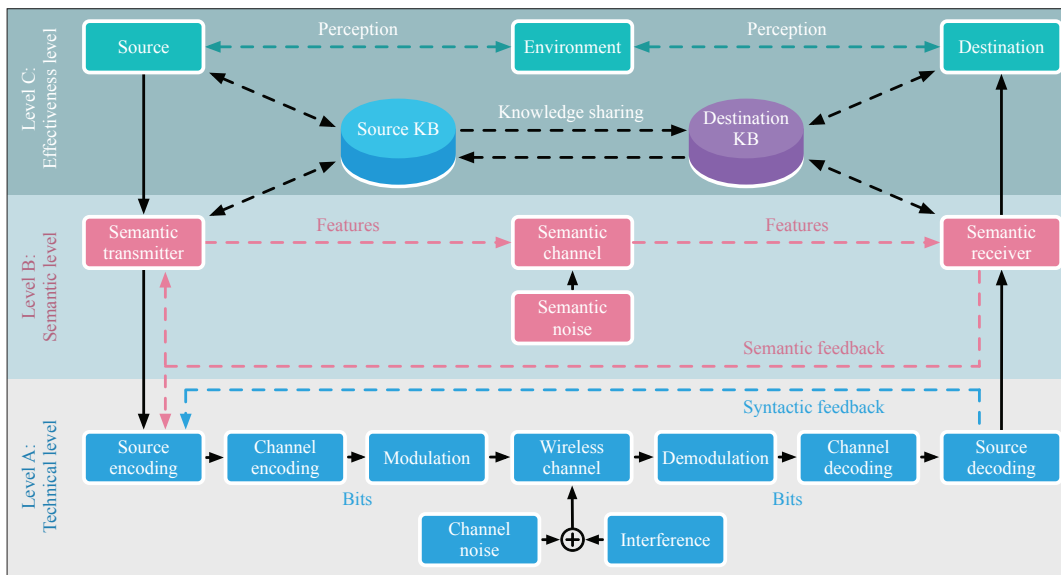 Level C:
Effectiveness level
Source
Perception
Environment
Perception
Destination
Source KB
Knowledge sharing
Destination
KB
Level B:
Semantic level
Semantic
transmitter
Features
Semantic
channel
Features
Semantic
receiver
Semantic
noise
Semantic feedback
Level A:
Technical level
Syntactic feedback
Source
encoding
Channel
encoding
Modulation
Wireless
channel
Demodulation
Channel
decoding
Source
decoding
Bits
Bits
Channel
noise
Interference